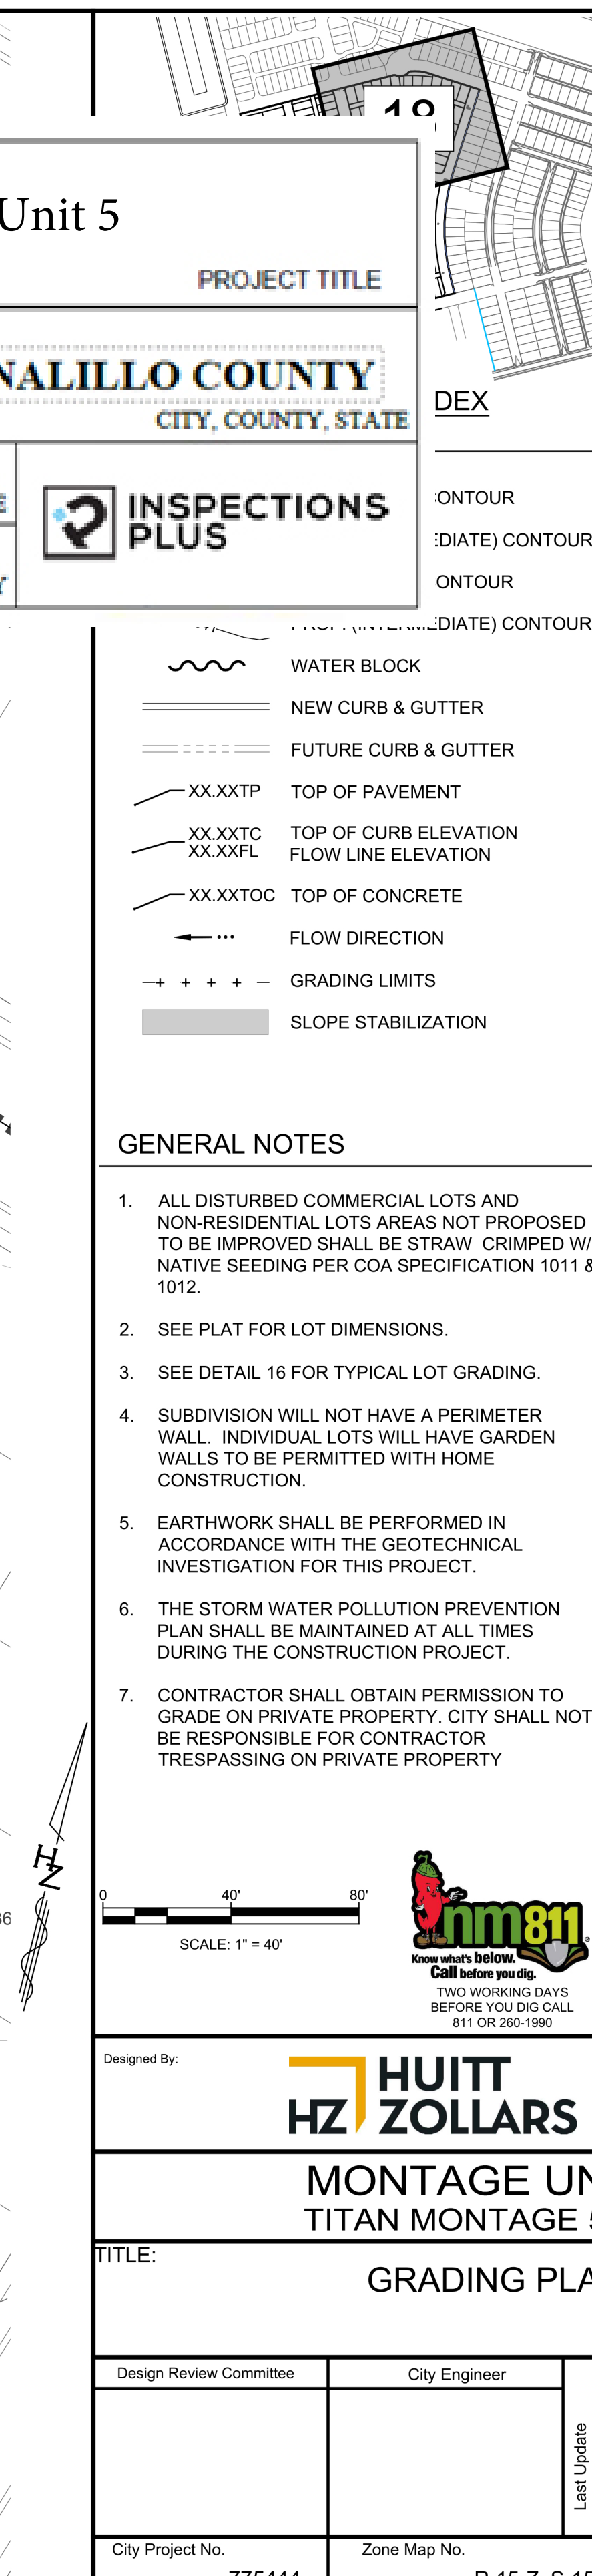 18
Unit 5
PROJECT TITLE
NALILLO COUNTY
CITY, COUNTY, STATE
INSPECTIONS
PLUS
DEX
CONTOUR
EDIATE) CONTOUR
CONTOUR
PROP. (INTERMEDIATE) CONTOUR
WATER BLOCK
NEW CURB & GUTTER
FUTURE CURB & GUTTER
XX.XXTP TOP OF PAVEMENT
XX.XXTC TOP OF CURB ELEVATION
XX.XXFL FLOW LINE ELEVATION
XX.XXTOC TOP OF CONCRETE
FLOW DIRECTION
GRADING LIMITS
SLOPE STABILIZATION
GENERAL NOTES
1. ALL DISTURBED COMMERCIAL LOTS AND
NON-RESIDENTIAL LOTS AREAS NOT PROPOSED
TO BE IMPROVED SHALL BE STRAW CRIMPED W/
NATIVE SEEDING PER COA SPECIFICATION 1011 &
1012.
2. SEE PLAT FOR LOT DIMENSIONS.
3. SEE DETAIL 16 FOR TYPICAL LOT GRADING.
4. SUBDIVISION WILL NOT HAVE A PERIMETER
WALL. INDIVIDUAL LOTS WILL HAVE GARDEN
WALLS TO BE PERMITTED WITH HOME
CONSTRUCTION.
5. EARTHWORK SHALL BE PERFORMED IN
ACCORDANCE WITH THE GEOTECHNICAL
INVESTIGATION FOR THIS PROJECT.
6. THE STORM WATER POLLUTION PREVENTION
PLAN SHALL BE MAINTAINED AT ALL TIMES
DURING THE CONSTRUCTION PROJECT.
7. CONTRACTOR SHALL OBTAIN PERMISSION TO
GRADE ON PRIVATE PROPERTY. CITY SHALL NOT
BE RESPONSIBLE FOR CONTRACTOR
TRESPASSING ON PRIVATE PROPERTY
HZ
0 40' 80'
SCALE: 1" = 40'
nm811
Know what's below.
Call before you dig.
TWO WORKING DAYS
BEFORE YOU DIG CALL
811 OR 260-1990
Designed By:
HZ HUITT
ZOLLARS
MONTAGE UN
TITAN MONTAGE 5
TITLE:
GRADING PLA
Design Review Committee
City Engineer
Last Update
City Project No.
Zone Map No.